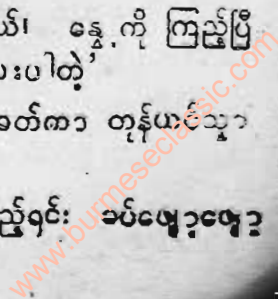 ယ်၊ နွေ့ကို ကြည့်ပြီ
ေးပါတဲ့'
ခတ်ကာ တုန်ယင်သွာ
ည့်ရင်း ခပ်ဖျော့ဖျော့
www.burmeseclassic.com